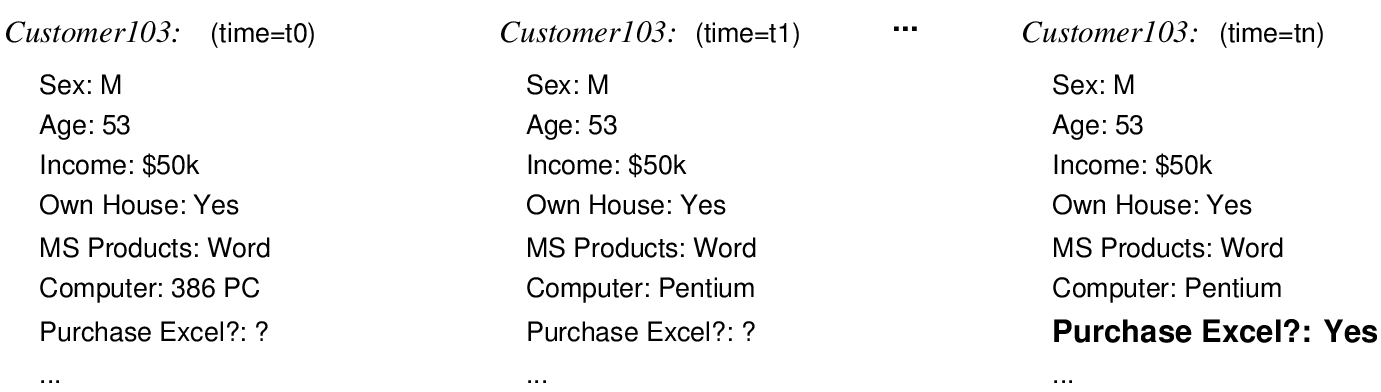 Customer103: (time=t0)
Sex: M
Age: 53
Income: $50k
Own House: Yes
MS Products: Word
Computer: 386 PC
Purchase Excel?: ?
...
Customer103: (time=t1)
Sex: M
Age: 53
Income: $50k
Own House: Yes
MS Products: Word
Computer: Pentium
Purchase Excel?: ?
...
...
Customer103: (time=tn)
Sex: M
Age: 53
Income: $50k
Own House: Yes
MS Products: Word
Computer: Pentium
Purchase Excel?: Yes
...